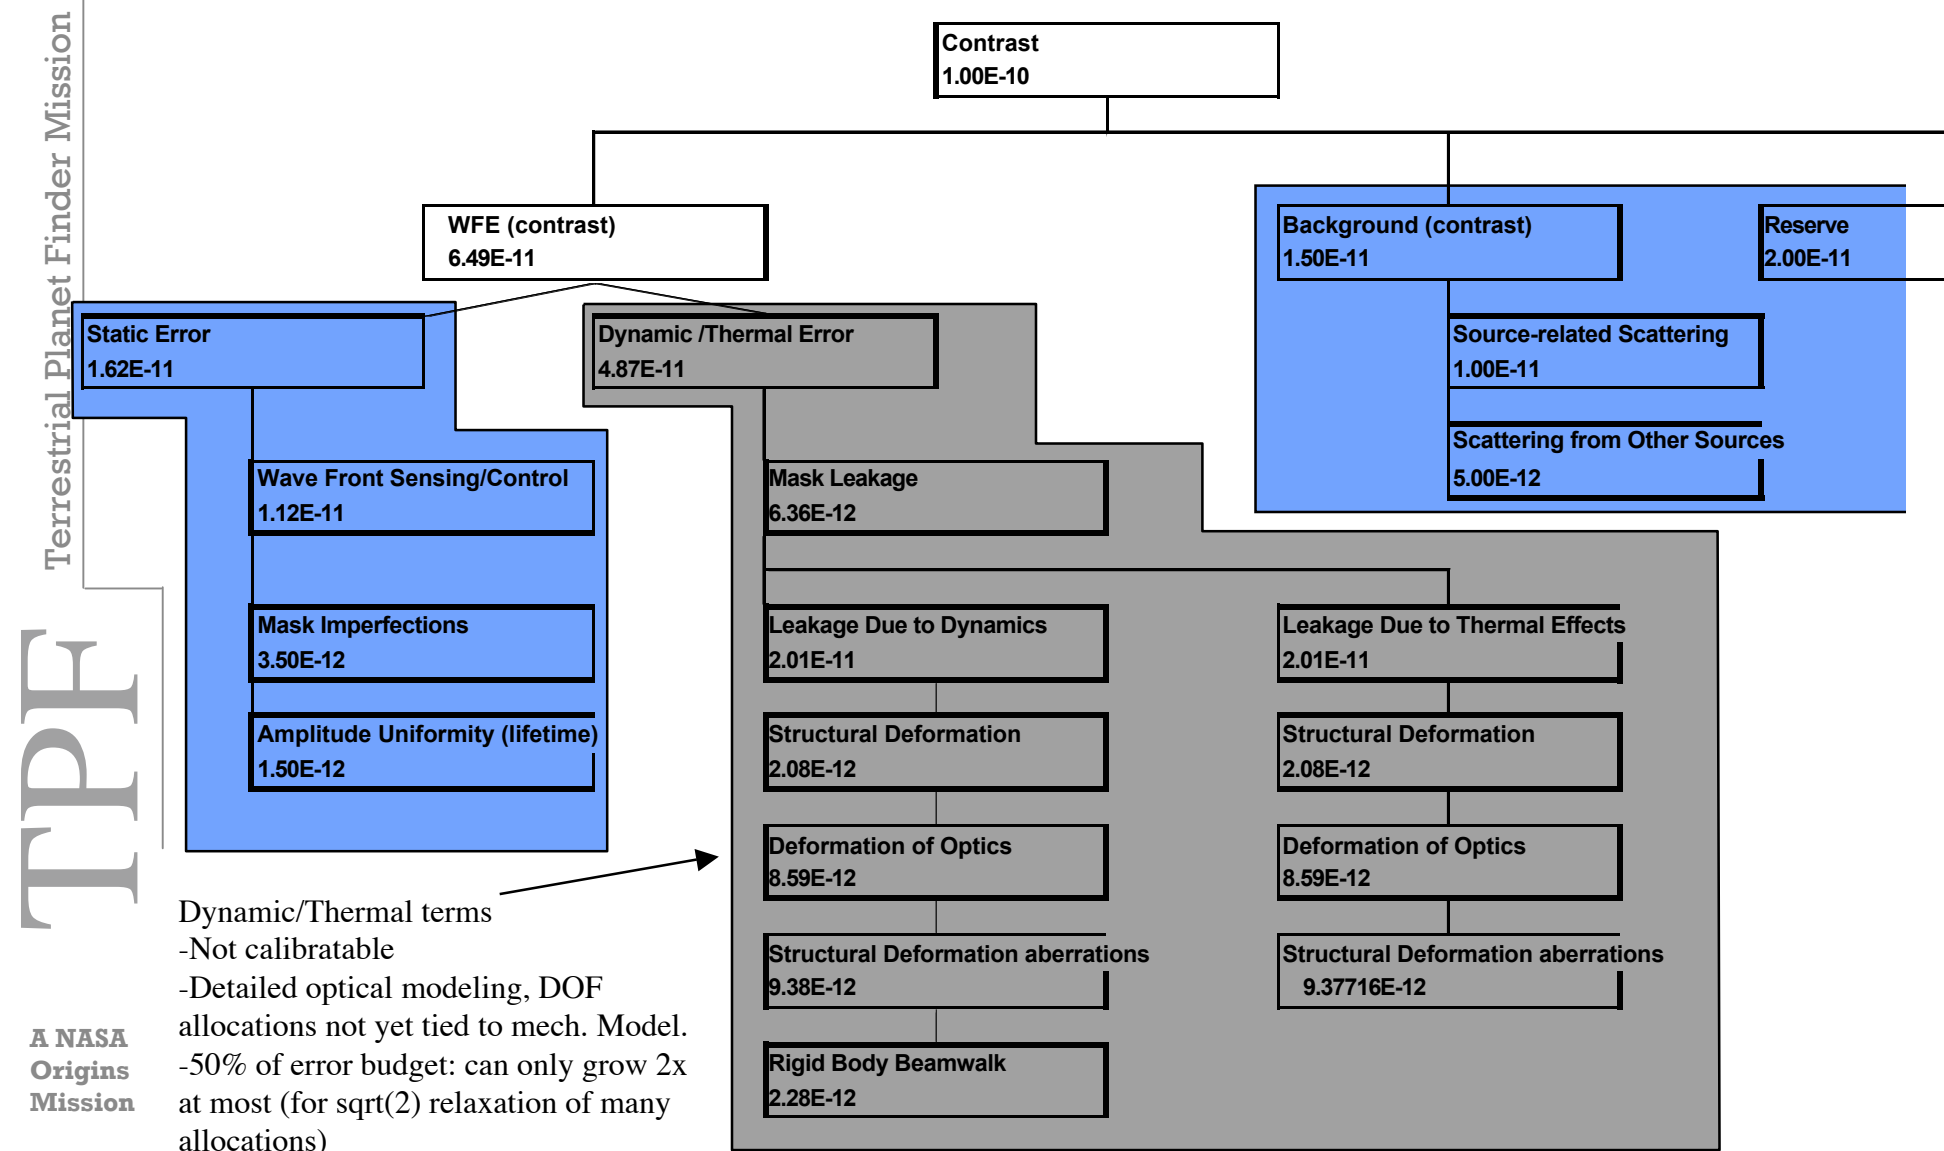 Terrestrial Planet Finder Mission
TPF
A NASA
Origins
Mission
Contrast
1.00E-10
WFE (contrast)
6.49E-11
Background (contrast)
1.50E-11
Reserve
2.00E-11
Static Error
1.62E-11
Dynamic /Thermal Error
4.87E-11
Source-related Scattering
1.00E-11
Scattering from Other Sources
5.00E-12
Wave Front Sensing/Control
1.12E-11
Mask Leakage
6.36E-12
Mask Imperfections
3.50E-12
Leakage Due to Dynamics
2.01E-11
Leakage Due to Thermal Effects
2.01E-11
Amplitude Uniformity (lifetime)
1.50E-12
Structural Deformation
2.08E-12
Structural Deformation
2.08E-12
Deformation of Optics
8.59E-12
Deformation of Optics
8.59E-12
Structural Deformation aberrations
9.38E-12
Structural Deformation aberrations
9.37716E-12
Rigid Body Beamwalk
2.28E-12
Dynamic/Thermal terms
-Not calibratable
-Detailed optical modeling, DOF
allocations not yet tied to mech. Model.
-50% of error budget: can only grow 2x
at most (for sqrt(2) relaxation of many
allocations)